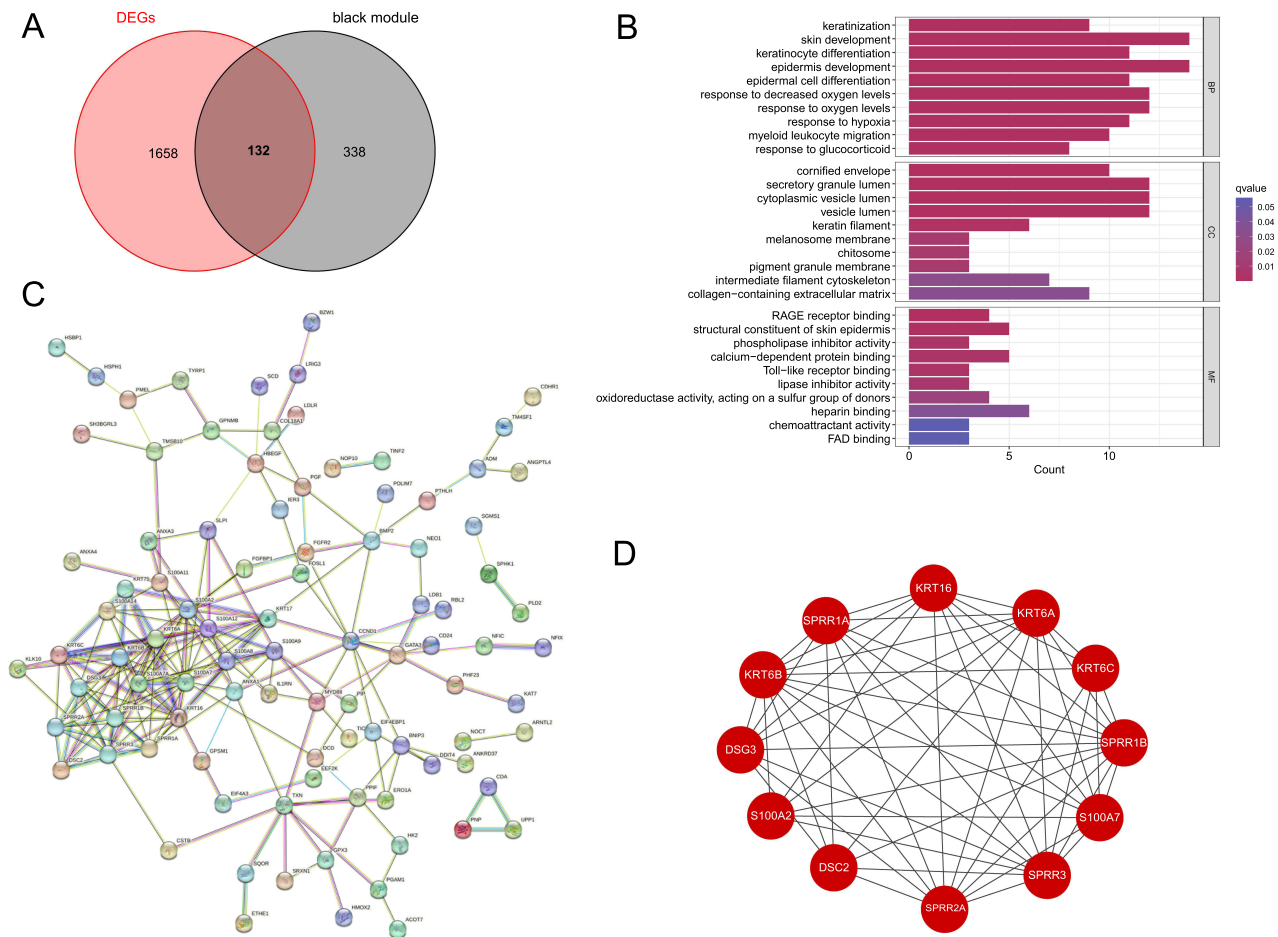 A
DEGs
black module
1658
132
338
B
keratinization
skin development
keratinocyte differentiation
epidermis development
epidermal cell differentiation
response to decreased oxygen levels
response to oxygen levels
response to hypoxia
myeloid leukocyte migration
response to glucocorticoid
BP
cornified envelope
secretory granule lumen
cytoplasmic vesicle lumen
vesicle lumen
keratin filament
melanosome membrane
chitosome
pigment granule membrane
intermediate filament cytoskeleton
collagen−containing extracellular matrix
CC
RAGE receptor binding
structural constituent of skin epidermis
phospholipase inhibitor activity
calcium−dependent protein binding
Toll−like receptor binding
lipase inhibitor activity
oxidoreductase activity, acting on a sulfur group of donors
heparin binding
chemoattractant activity
FAD binding
MF
0
5
10
Count
qvalue
0.05
0.04
0.03
0.02
0.01
C
BZW1
HSBP1
HSPH1
LRIG3
TYRP1
SCD
PMEL
CDHR1
LDLR
GPNMB
COL18A1
TM4SF1
SH3BGRL3
TMSB10
HBEGF
NOP10
TINF2
ADM
ANGPTL4
PGF
PDLIM7
PTHLH
IER3
SLPI
SGMS1
ANXA3
BMP2
FGFR2
NEO1
ANXA4
FGFBP1
FOSL1
SPHK1
S100A11
KRT75
S100A2
S100A14
KRT17
LDB1
RBL2
PLD2
S100A12
KRT6A
CCND1
CD24
NFIC
NFIX
KRT6C
KRT6B
S100A9
GATA3
S100A8
KLK10
S100A7A
S100A7
DSG3
ANXA1
IL1RN
MYD88
PIP
PHF23
KAT7
SPRR2A
SPRR1B
KRT16
EIF4EBP1
SPRR3
SPRR1A
BNIP3
NOCT
ARNTL2
DSC2
GPSM1
DCD
DDIT4
ANKRD37
EEF2K
CDA
EIF4A3
TXN
PPIF
ERO1A
PNP
UPP1
CSTB
HK2
SQOR
SRXN1
GPX3
PGAM1
ETHE1
HMOX2
ACOT7
D
KRT16
SPRR1A
KRT6A
KRT6B
KRT6C
DSG3
SPRR1B
S100A2
S100A7
DSC2
SPRR3
SPRR2A